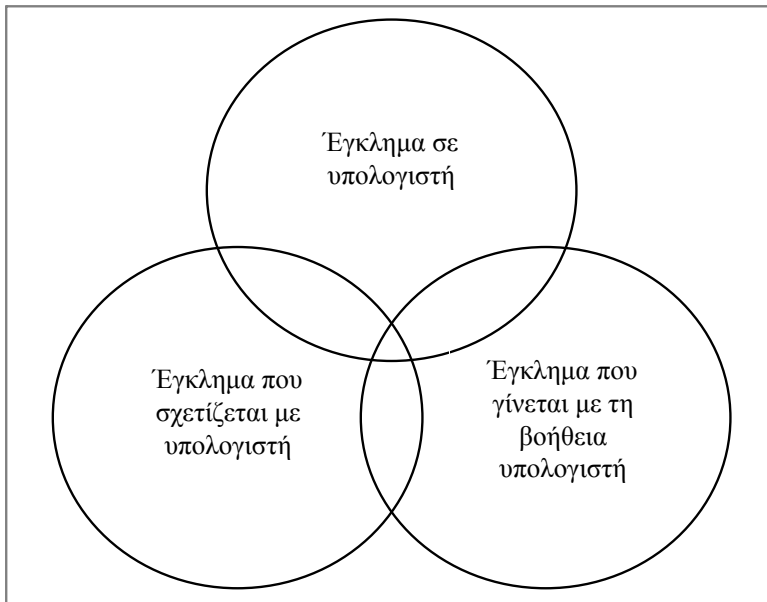 Έγκλημα σε
υπολογιστή
Έγκλημα που
σχετίζεται με
υπολογιστή
Έγκλημα που
γίνεται με τη
βοήθεια
υπολογιστή